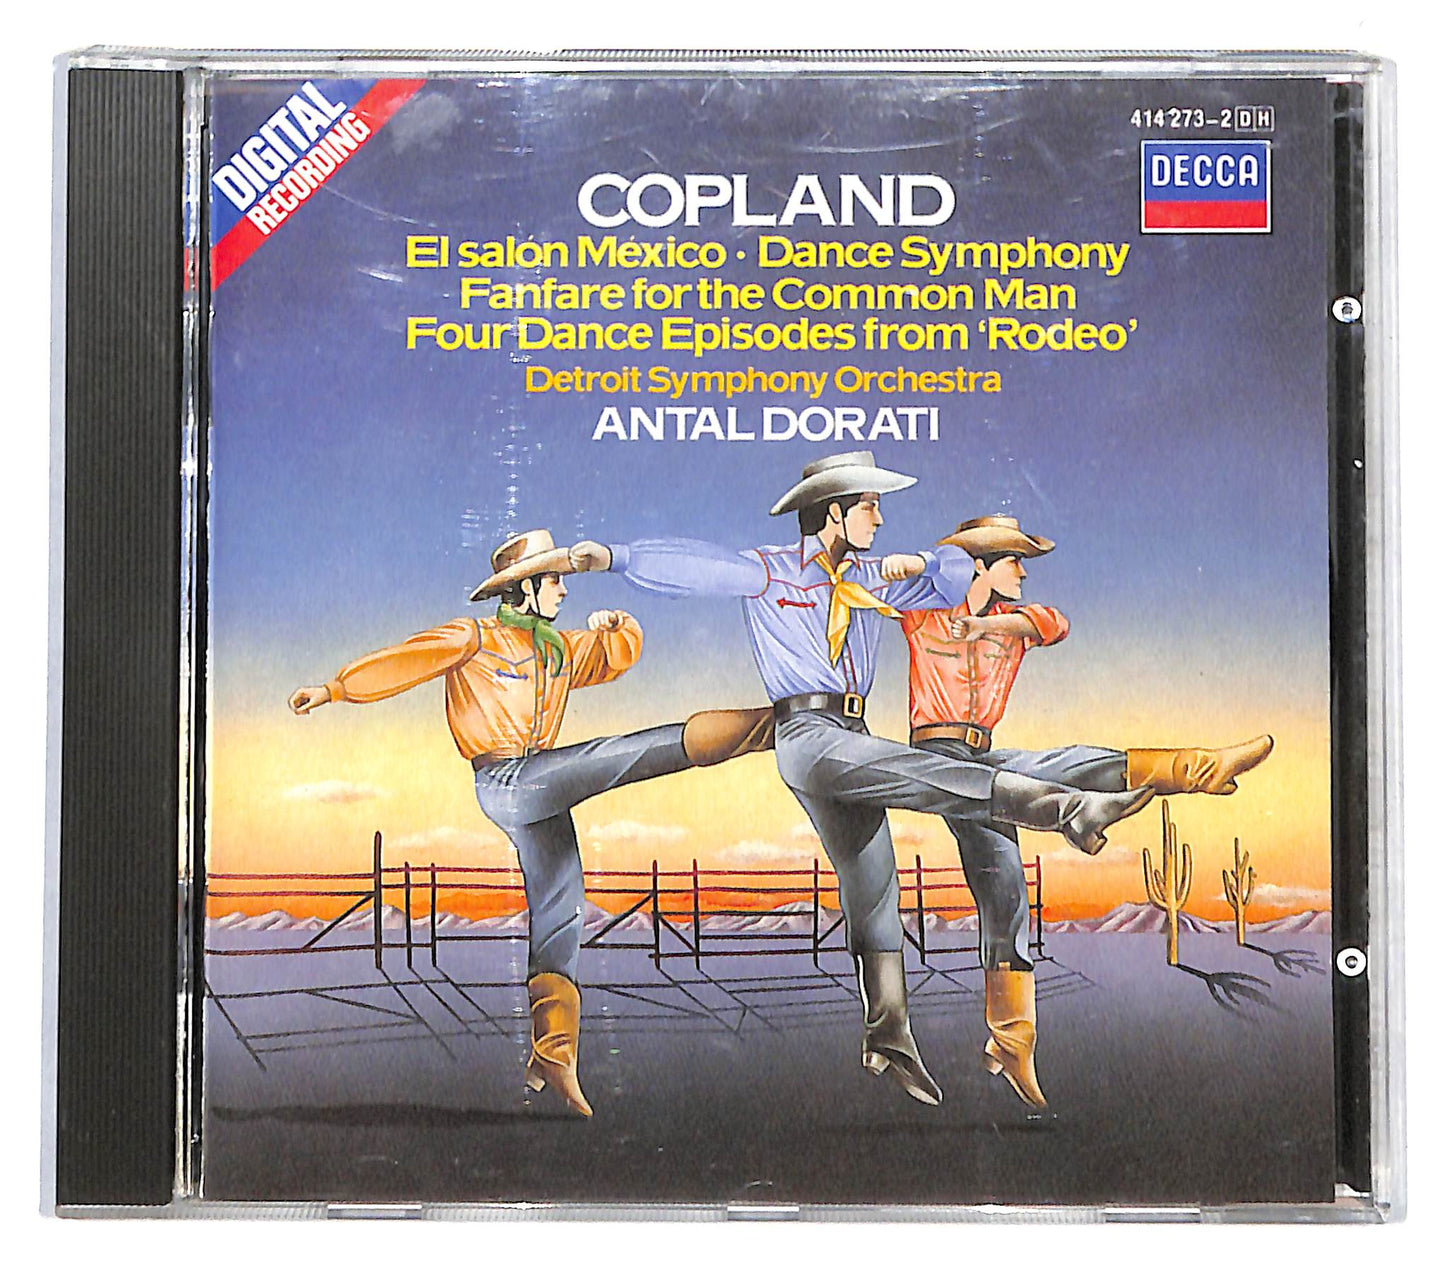 DIGITAL
RECORDING
414 273-2 DH
DECCA
COPLAND
El salón México · Dance Symphony
Fanfare for the Common Man
Four Dance Episodes from ‘Rodeo’
Detroit Symphony Orchestra
ANTAL DORATI